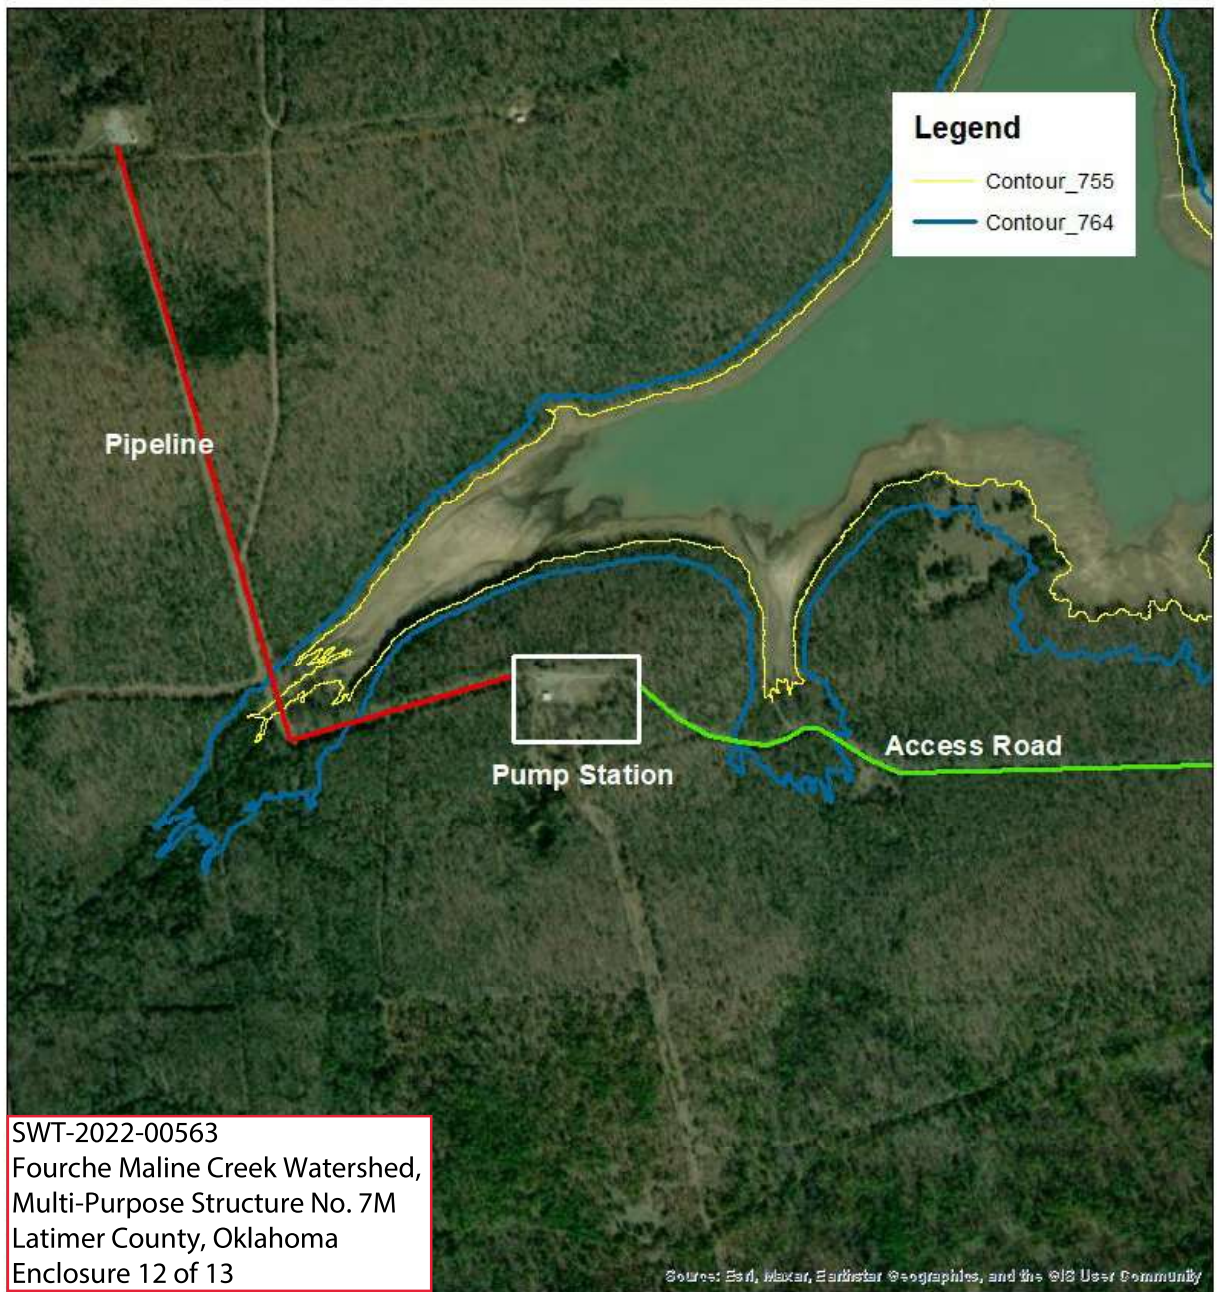 Legend
Contour_755
Contour_764
Pipeline
Access Road
Pump Station
SWT-2022-00563
Fourche Maline Creek Watershed,
Multi-Purpose Structure No. 7M
Latimer County, Oklahoma
Enclosure 12 of 13
Source: Esri, Maxar, Earthstar Geographics, and the GIS User Community